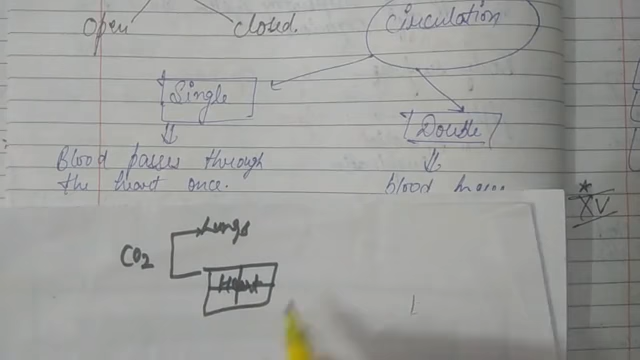 Open
closed.
Circulation
Single
Double
Blood passes through
the heart once.
blood
XV
Lungs
CO2
Heart